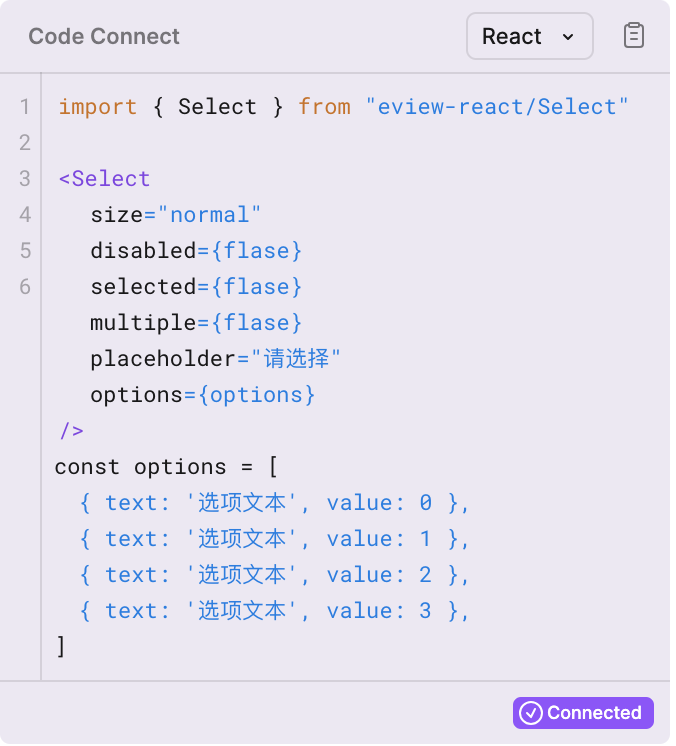 Code Connect
React
1 import { Select } from "eview-react/Select"
2
3 <Select
4 size="normal"
5 disabled={flase}
6 selected={flase}
multiple={flase}
placeholder="请选择"
options={options}
/>
const options = [
{ text: '选项文本', value: 0 },
{ text: '选项文本', value: 1 },
{ text: '选项文本', value: 2 },
{ text: '选项文本', value: 3 },
]
Connected